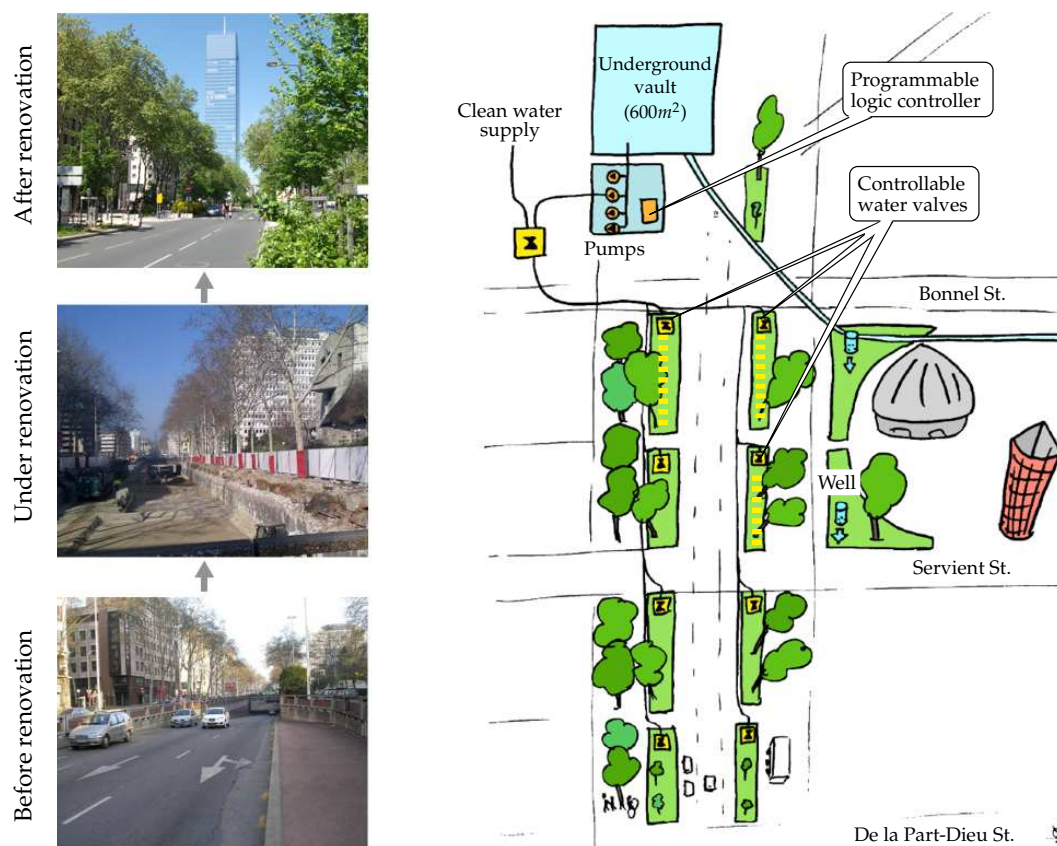 After renovation
Under renovation
Before renovation
Underground
vault
(600m²)
Programmable
logic controller
Clean water
supply
Controllable
water valves
Pumps
Bonnel St.
Well
Servient St.
De la Part-Dieu St.